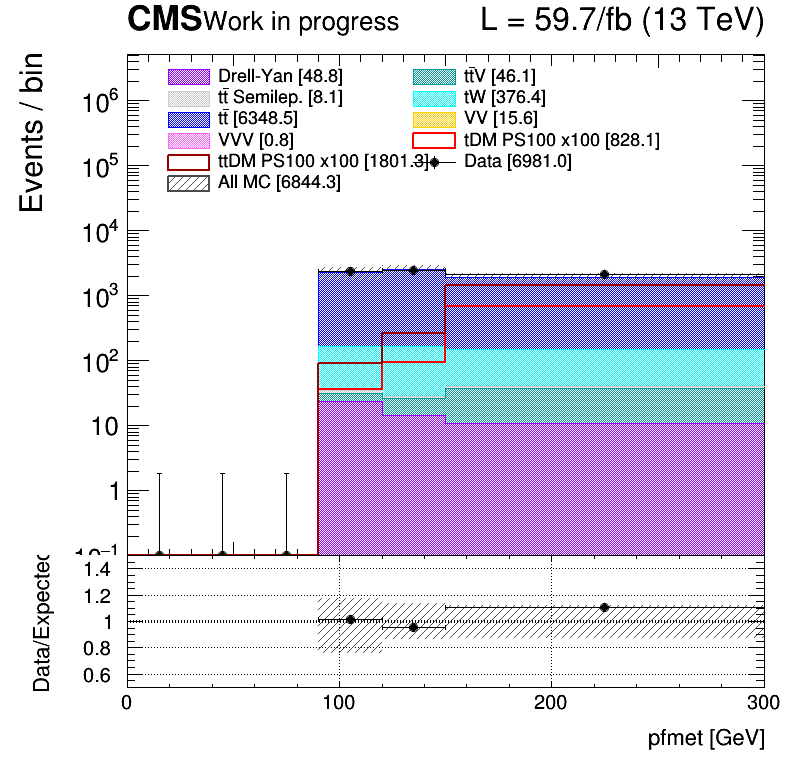 CMS Work in progress L = 59.7/fb (13 TeV)
Events / bin
Drell-Yan [48.8] tt̄V [46.1]
tt̄ Semilep. [8.1] tW [376.4]
tt̄ [6348.5] VV [15.6]
VVV [0.8] tDM PS100 x100 [828.1]
ttDM PS100 x100 [1801.3] Data [6981.0]
All MC [6844.3]
10⁶
10⁵
10⁴
10³
10²
10
1
10⁻¹
Data/Expected
1.4
1.2
1
0.8
0.6
0 100 200 300
pfmet [GeV]